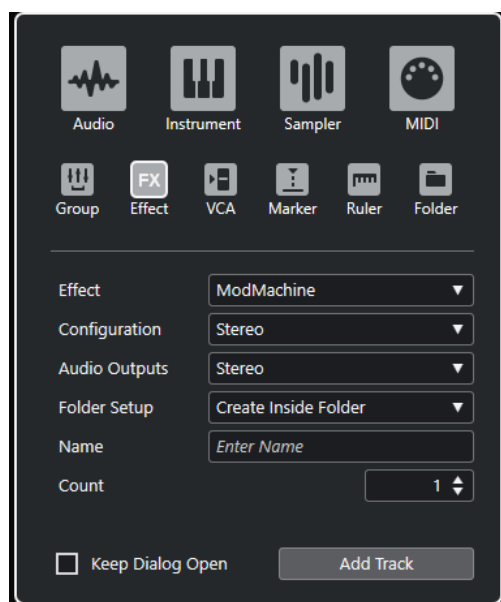 Audio Instrument Sampler MIDI
FX
Group Effect VCA Marker Ruler Folder
Effect ModMachine
Configuration Stereo
Audio Outputs Stereo
Folder Setup Create Inside Folder
Name Enter Name
Count 1
Keep Dialog Open Add Track